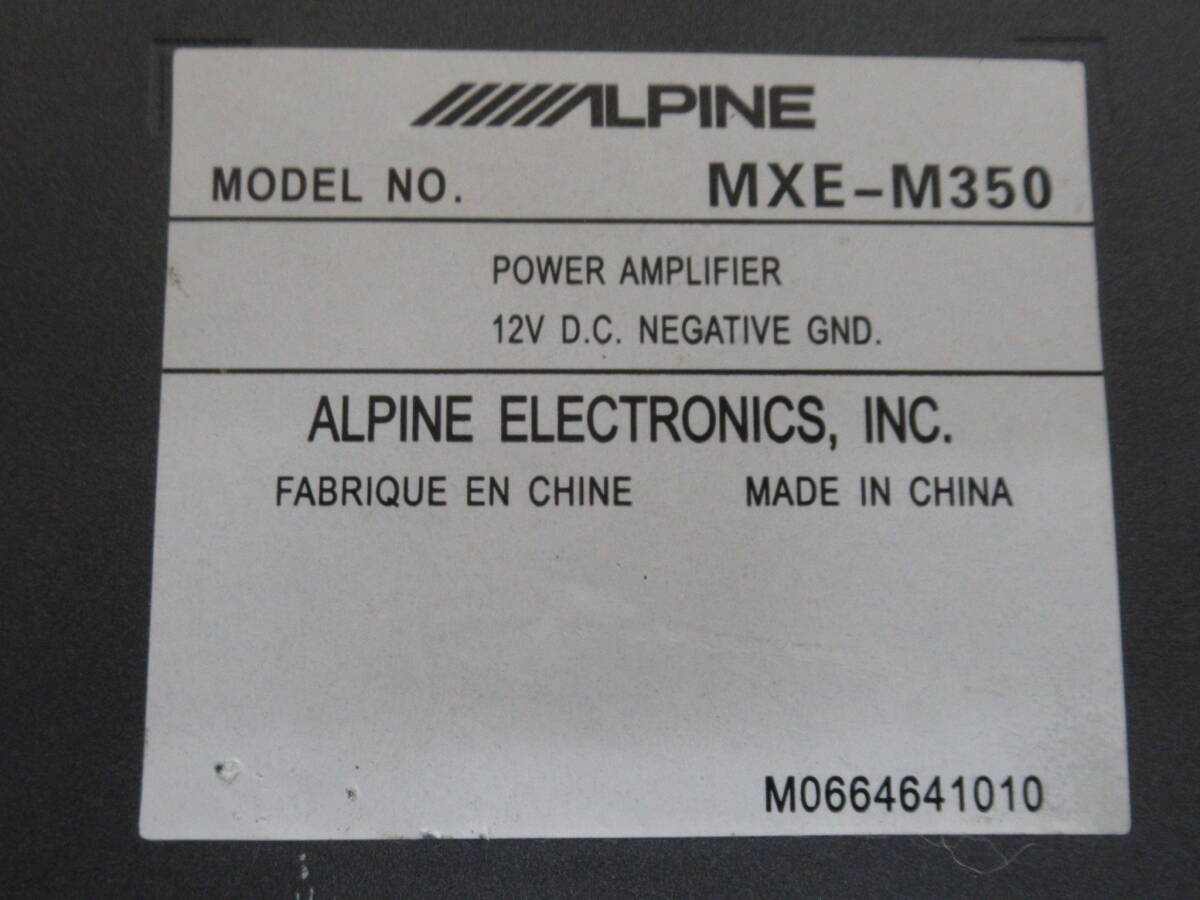 ALPINE
MODEL NO. MXE-M350
POWER AMPLIFIER
12V D.C. NEGATIVE GND.
ALPINE ELECTRONICS, INC.
FABRIQUE EN CHINE MADE IN CHINA
M0664641010